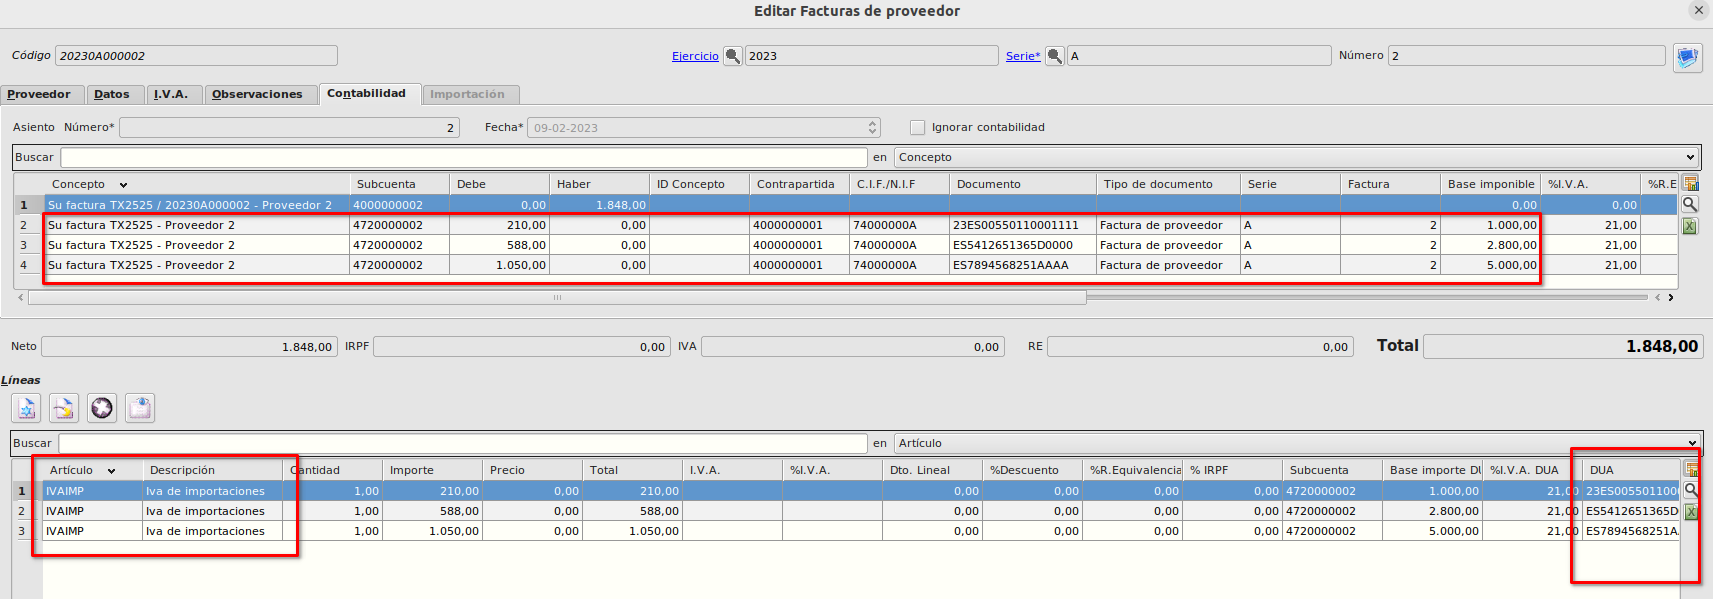 Editar Facturas de proveedor
Código 20230A000002 Ejercicio 2023 Serie* A Número 2
Proveedor Datos I.V.A. Observaciones Contabilidad Importación
Asiento Número* 2 Fecha* 09-02-2023 Ignorar contabilidad
Buscar en Concepto
Concepto Subcuenta Debe Haber ID Concepto Contrapartida C.I.F./N.I.F Documento Tipo de documento Serie Factura Base imponible %I.V.A. %R.E
1 Su factura TX2525 / 20230A000002 - Proveedor 2 4000000002 0,00 1.848,00 0,00 0,00
2 Su factura TX2525 - Proveedor 2 4720000002 210,00 0,00 4000000001 74000000A 23ES00550110001111 Factura de proveedor A 2 1.000,00 21,00
3 Su factura TX2525 - Proveedor 2 4720000002 588,00 0,00 4000000001 74000000A ES5412651365D0000 Factura de proveedor A 2 2.800,00 21,00
4 Su factura TX2525 - Proveedor 2 4720000002 1.050,00 0,00 4000000001 74000000A ES7894568251AAAA Factura de proveedor A 2 5.000,00 21,00
Neto 1.848,00 IRPF 0,00 IVA 0,00 RE 0,00 Total 1.848,00
Líneas
Buscar en Artículo
Artículo Descripción Cantidad Importe Precio Total I.V.A. %I.V.A. Dto. Lineal %Descuento %R.Equivalencia % IRPF Subcuenta Base importe DU %I.V.A. DUA DUA
1 IVAIMP Iva de importaciones 1,00 210,00 0,00 210,00 0,00 0,00 0,00 0,00 4720000002 1.000,00 21,00 23ES005501100
2 IVAIMP Iva de importaciones 1,00 588,00 0,00 588,00 0,00 0,00 0,00 0,00 4720000002 2.800,00 21,00 ES5412651365D
3 IVAIMP Iva de importaciones 1,00 1.050,00 0,00 1.050,00 0,00 0,00 0,00 0,00 4720000002 5.000,00 21,00 ES7894568251A